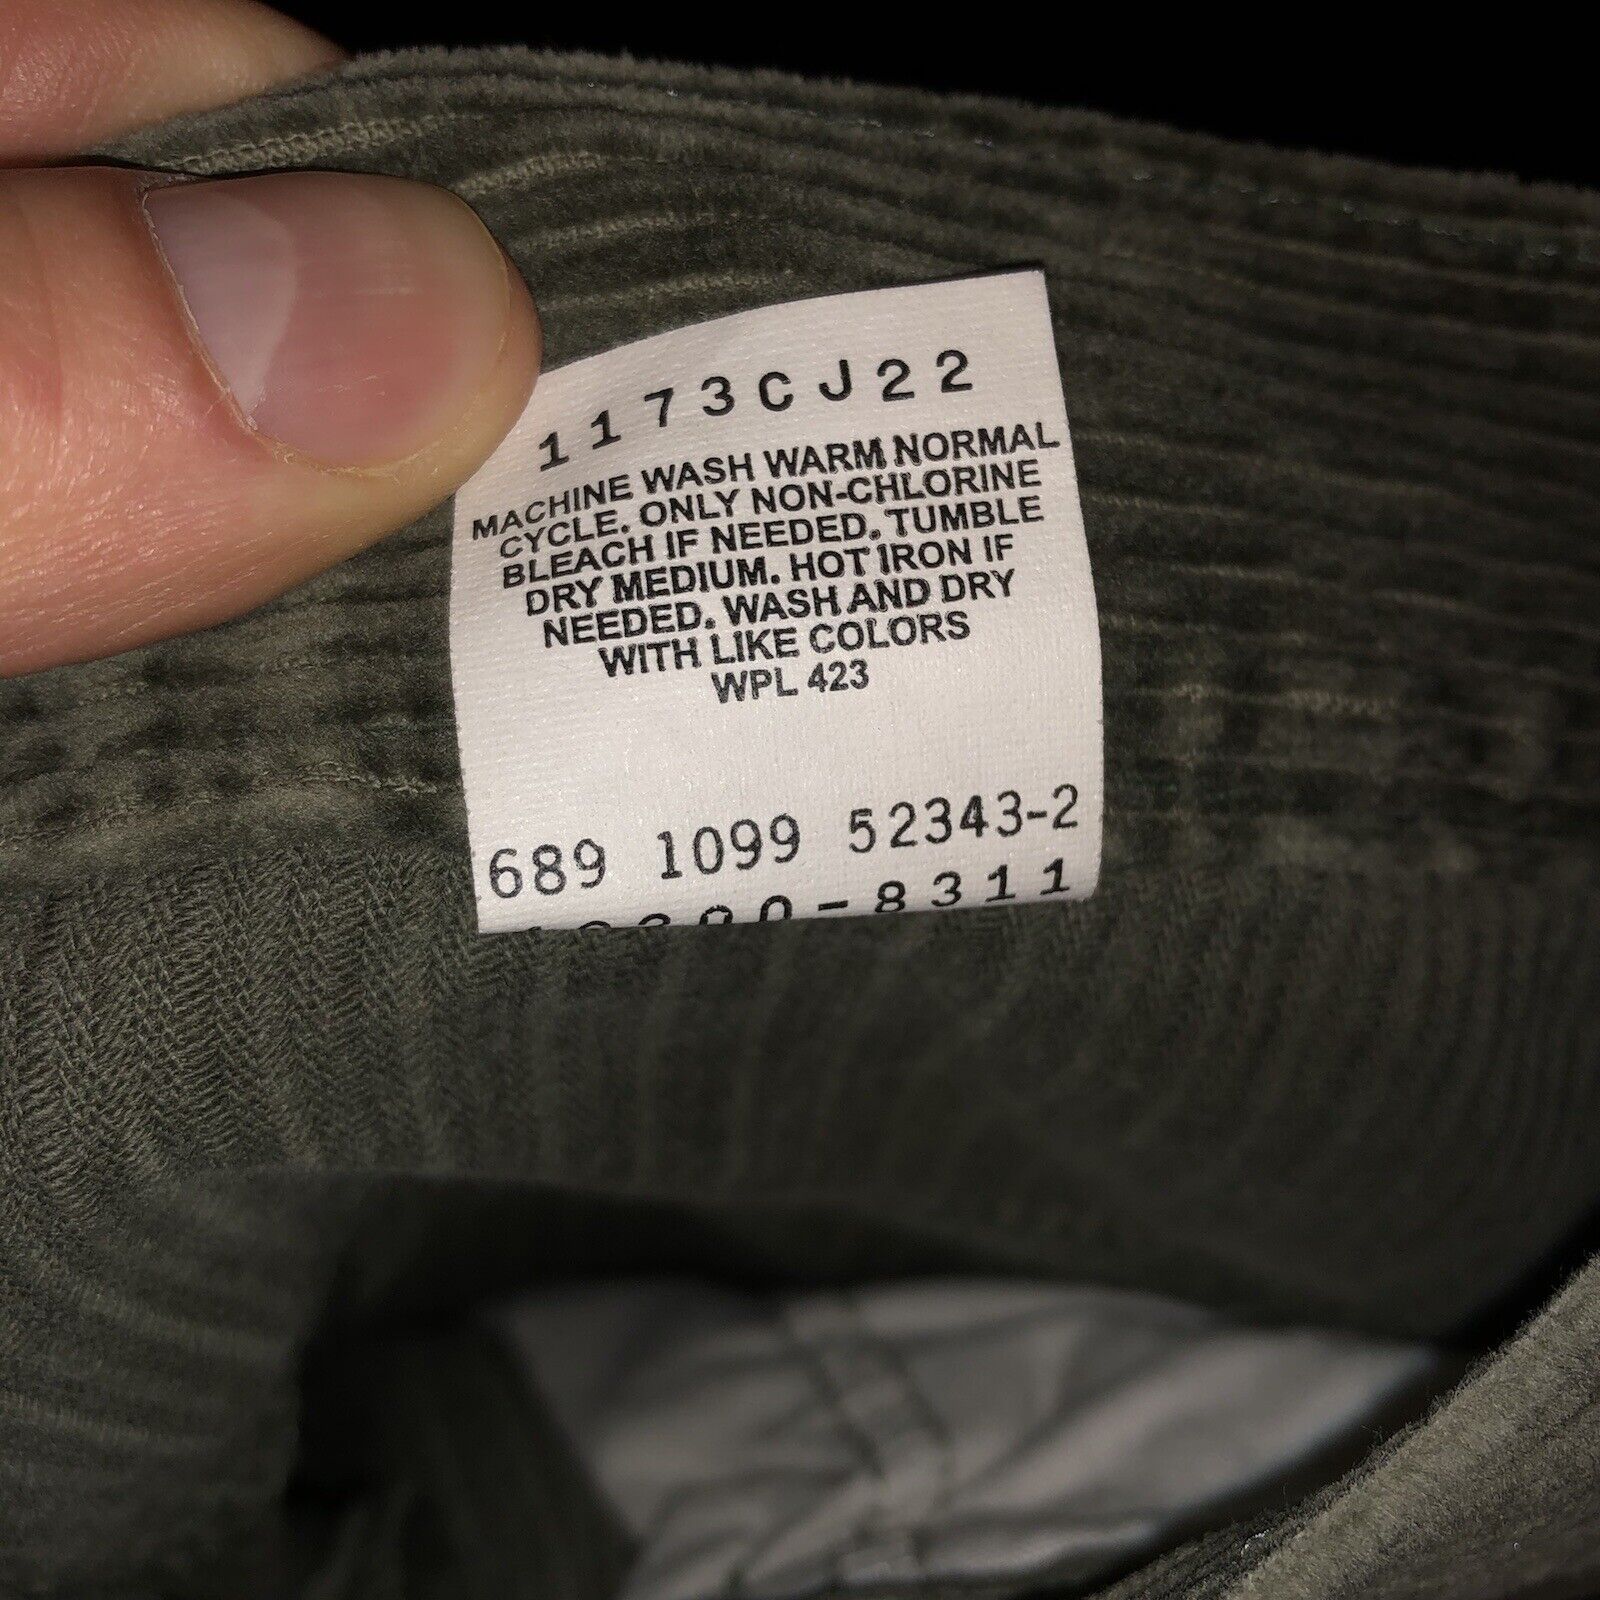 1173CJ22
MACHINE WASH WARM NORMAL
CYCLE. ONLY NON-CHLORINE
BLEACH IF NEEDED. TUMBLE
DRY MEDIUM. HOT IRON IF
NEEDED. WASH AND DRY
WITH LIKE COLORS
WPL 423
689 1099 52343-2